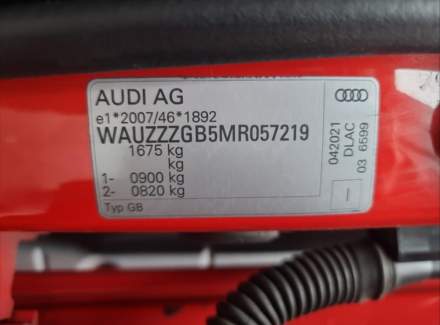 AUDI AG
e1*2007/46*1892
WAUZZZGB5MR057219
1675 kg
kg
1- 0900 kg
2- 0820 kg
Typ GB
042021
DLAC
03 6599